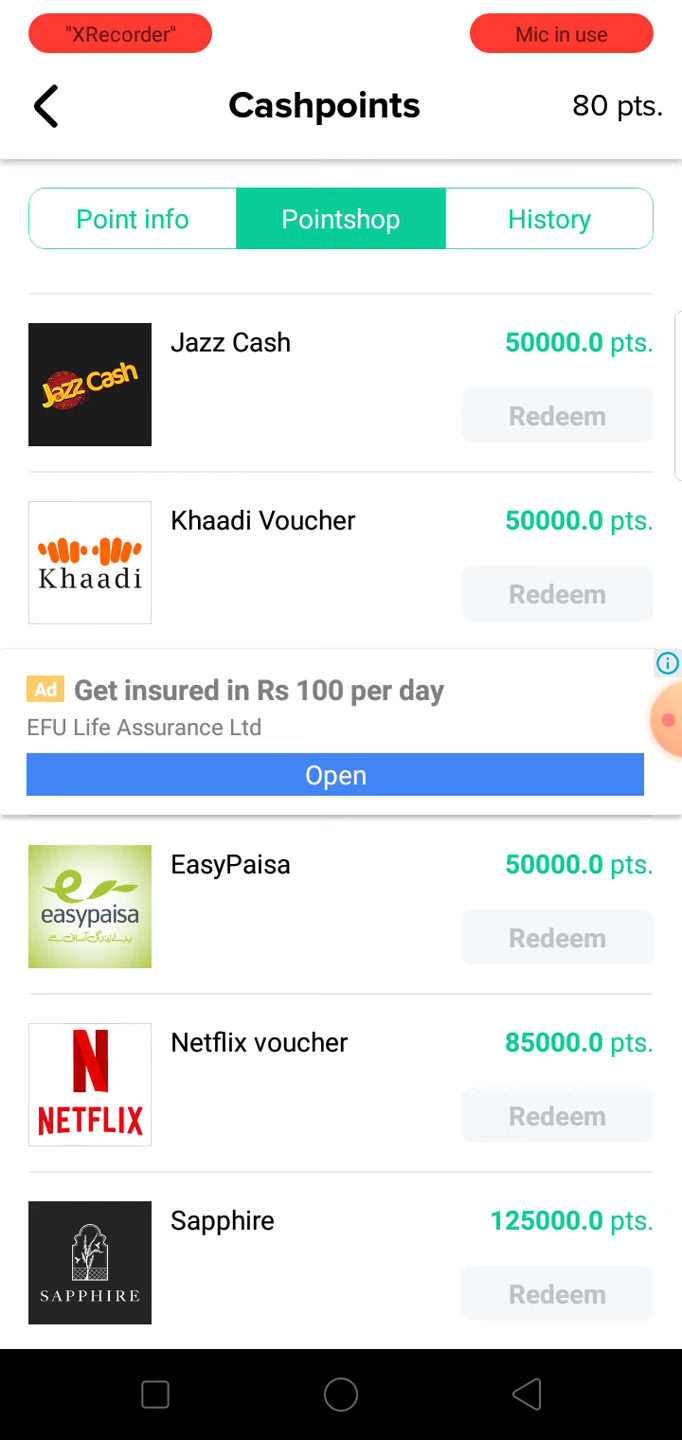 "XRecorder"
Mic in use
Cashpoints
80 pts.
Point info
Pointshop
History
Jazz Cash
Jazz Cash
50000.0 pts.
Redeem
Khaadi
Khaadi Voucher
50000.0 pts.
Redeem
Ad Get insured in Rs 100 per day
EFU Life Assurance Ltd
Open
easypaisa
EasyPaisa
50000.0 pts.
Redeem
NETFLIX
Netflix voucher
85000.0 pts.
Redeem
SAPPHIRE
Sapphire
125000.0 pts.
Redeem